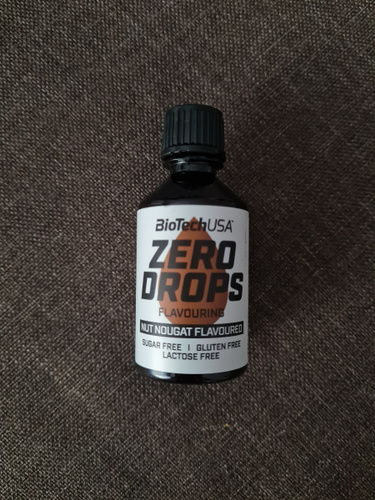 BioTechUSA
ZERO
DROPS
FLAVOURING
NUT NOUGAT FLAVOURED
SUGAR FREE I GLUTEN FREE
LACTOSE FREE